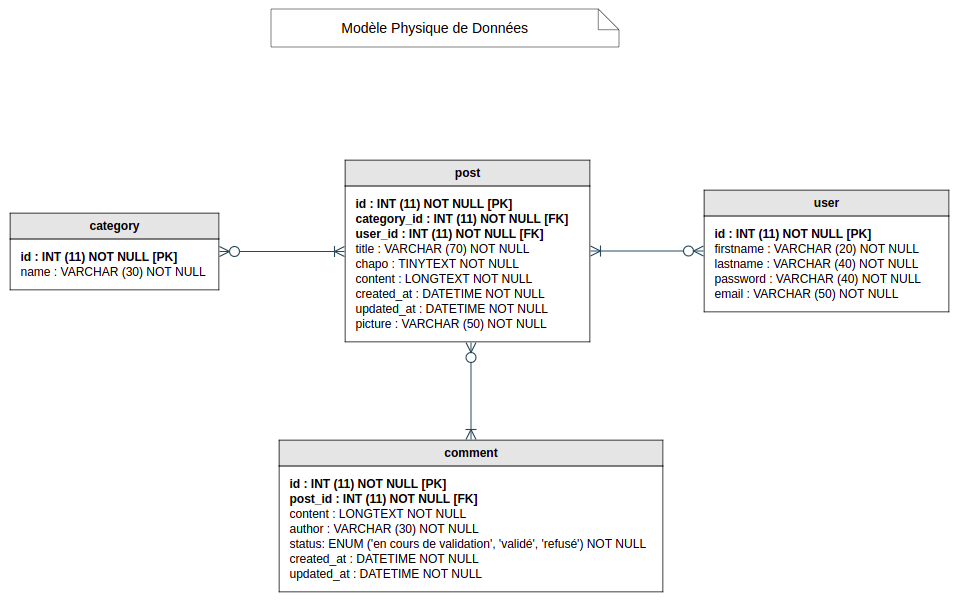 Modèle Physique de Données
post
id : INT (11) NOT NULL [PK]
category_id : INT (11) NOT NULL [FK]
user_id : INT (11) NOT NULL [FK]
title : VARCHAR (70) NOT NULL
chapo : TINYTEXT NOT NULL
content : LONGTEXT NOT NULL
created_at : DATETIME NOT NULL
updated_at : DATETIME NOT NULL
picture : VARCHAR (50) NOT NULL
category
id : INT (11) NOT NULL [PK]
name : VARCHAR (30) NOT NULL
user
id : INT (11) NOT NULL [PK]
firstname : VARCHAR (20) NOT NULL
lastname : VARCHAR (40) NOT NULL
password : VARCHAR (40) NOT NULL
email : VARCHAR (50) NOT NULL
comment
id : INT (11) NOT NULL [PK]
post_id : INT (11) NOT NULL [FK]
content : LONGTEXT NOT NULL
author : VARCHAR (30) NOT NULL
status: ENUM ('en cours de validation', 'validé', 'refusé') NOT NULL
created_at : DATETIME NOT NULL
updated_at : DATETIME NOT NULL